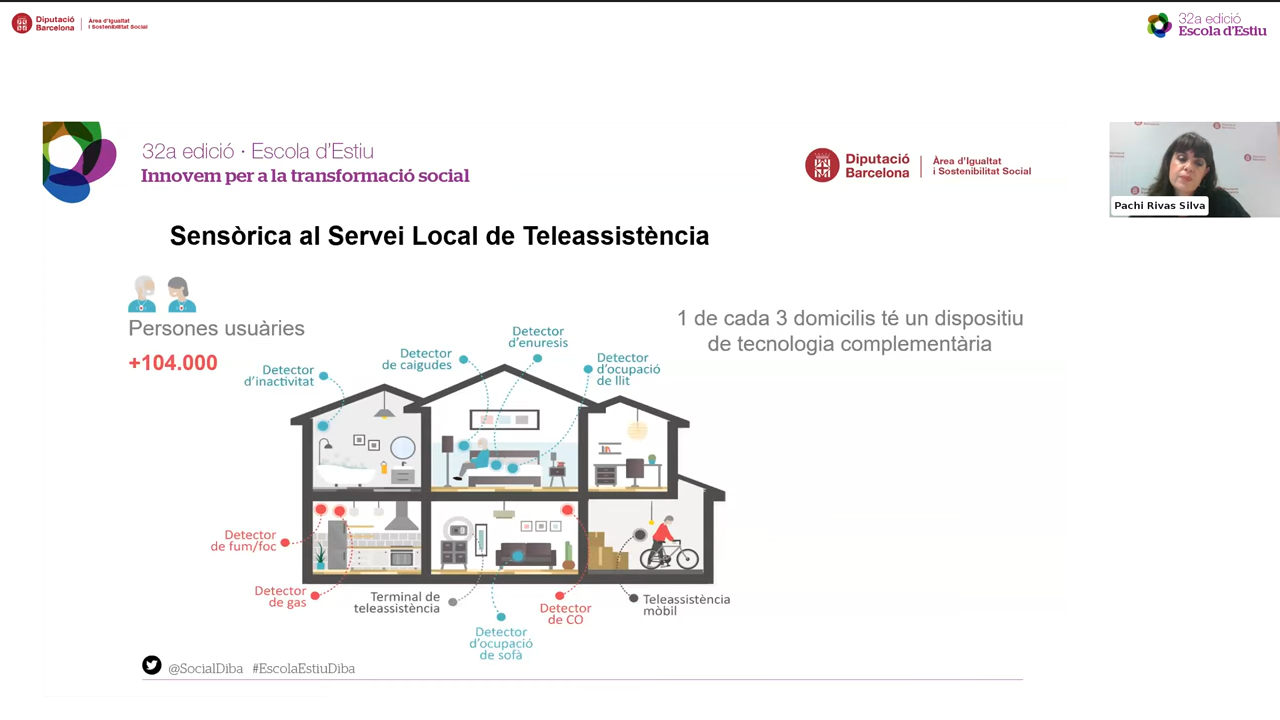 Diputació
Barcelona
Àrea d'Igualtat
i Sostenibilitat Social
32a edició
Escola d'Estiu
32a edició · Escola d'Estiu
Innovem per a la transformació social
Diputació
Barcelona
Àrea d'Igualtat
i Sostenibilitat Social
Pachi Rivas Silva
Sensòrica al Servei Local de Teleassistència
Persones usuàries
+104.000
1 de cada 3 domicilis té un dispositiu
de tecnologia complementària
Detector
d'inactivitat
Detector
de caigudes
Detector
d'enuresis
Detector
d'ocupació
de llit
Detector
de fum/foc
Detector
de gas
Terminal de
teleassistència
Detector
d'ocupació
de sofà
Detector
de CO
Teleassistència
mòbil
@SocialDiba #EscolaEstiuDiba